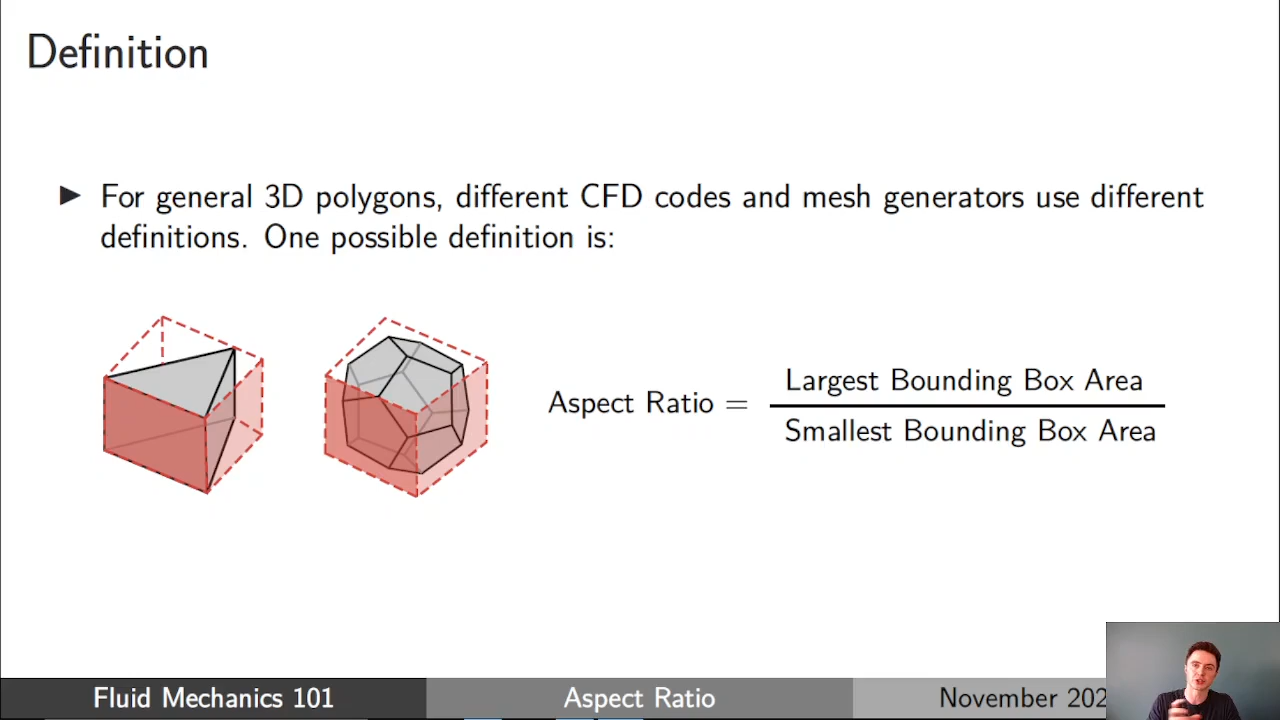 Definition
For general 3D polygons, different CFD codes and mesh generators use different
definitions. One possible definition is:
Aspect Ratio =
Largest Bounding Box Area
Smallest Bounding Box Area
Fluid Mechanics 101
Aspect Ratio
November 202